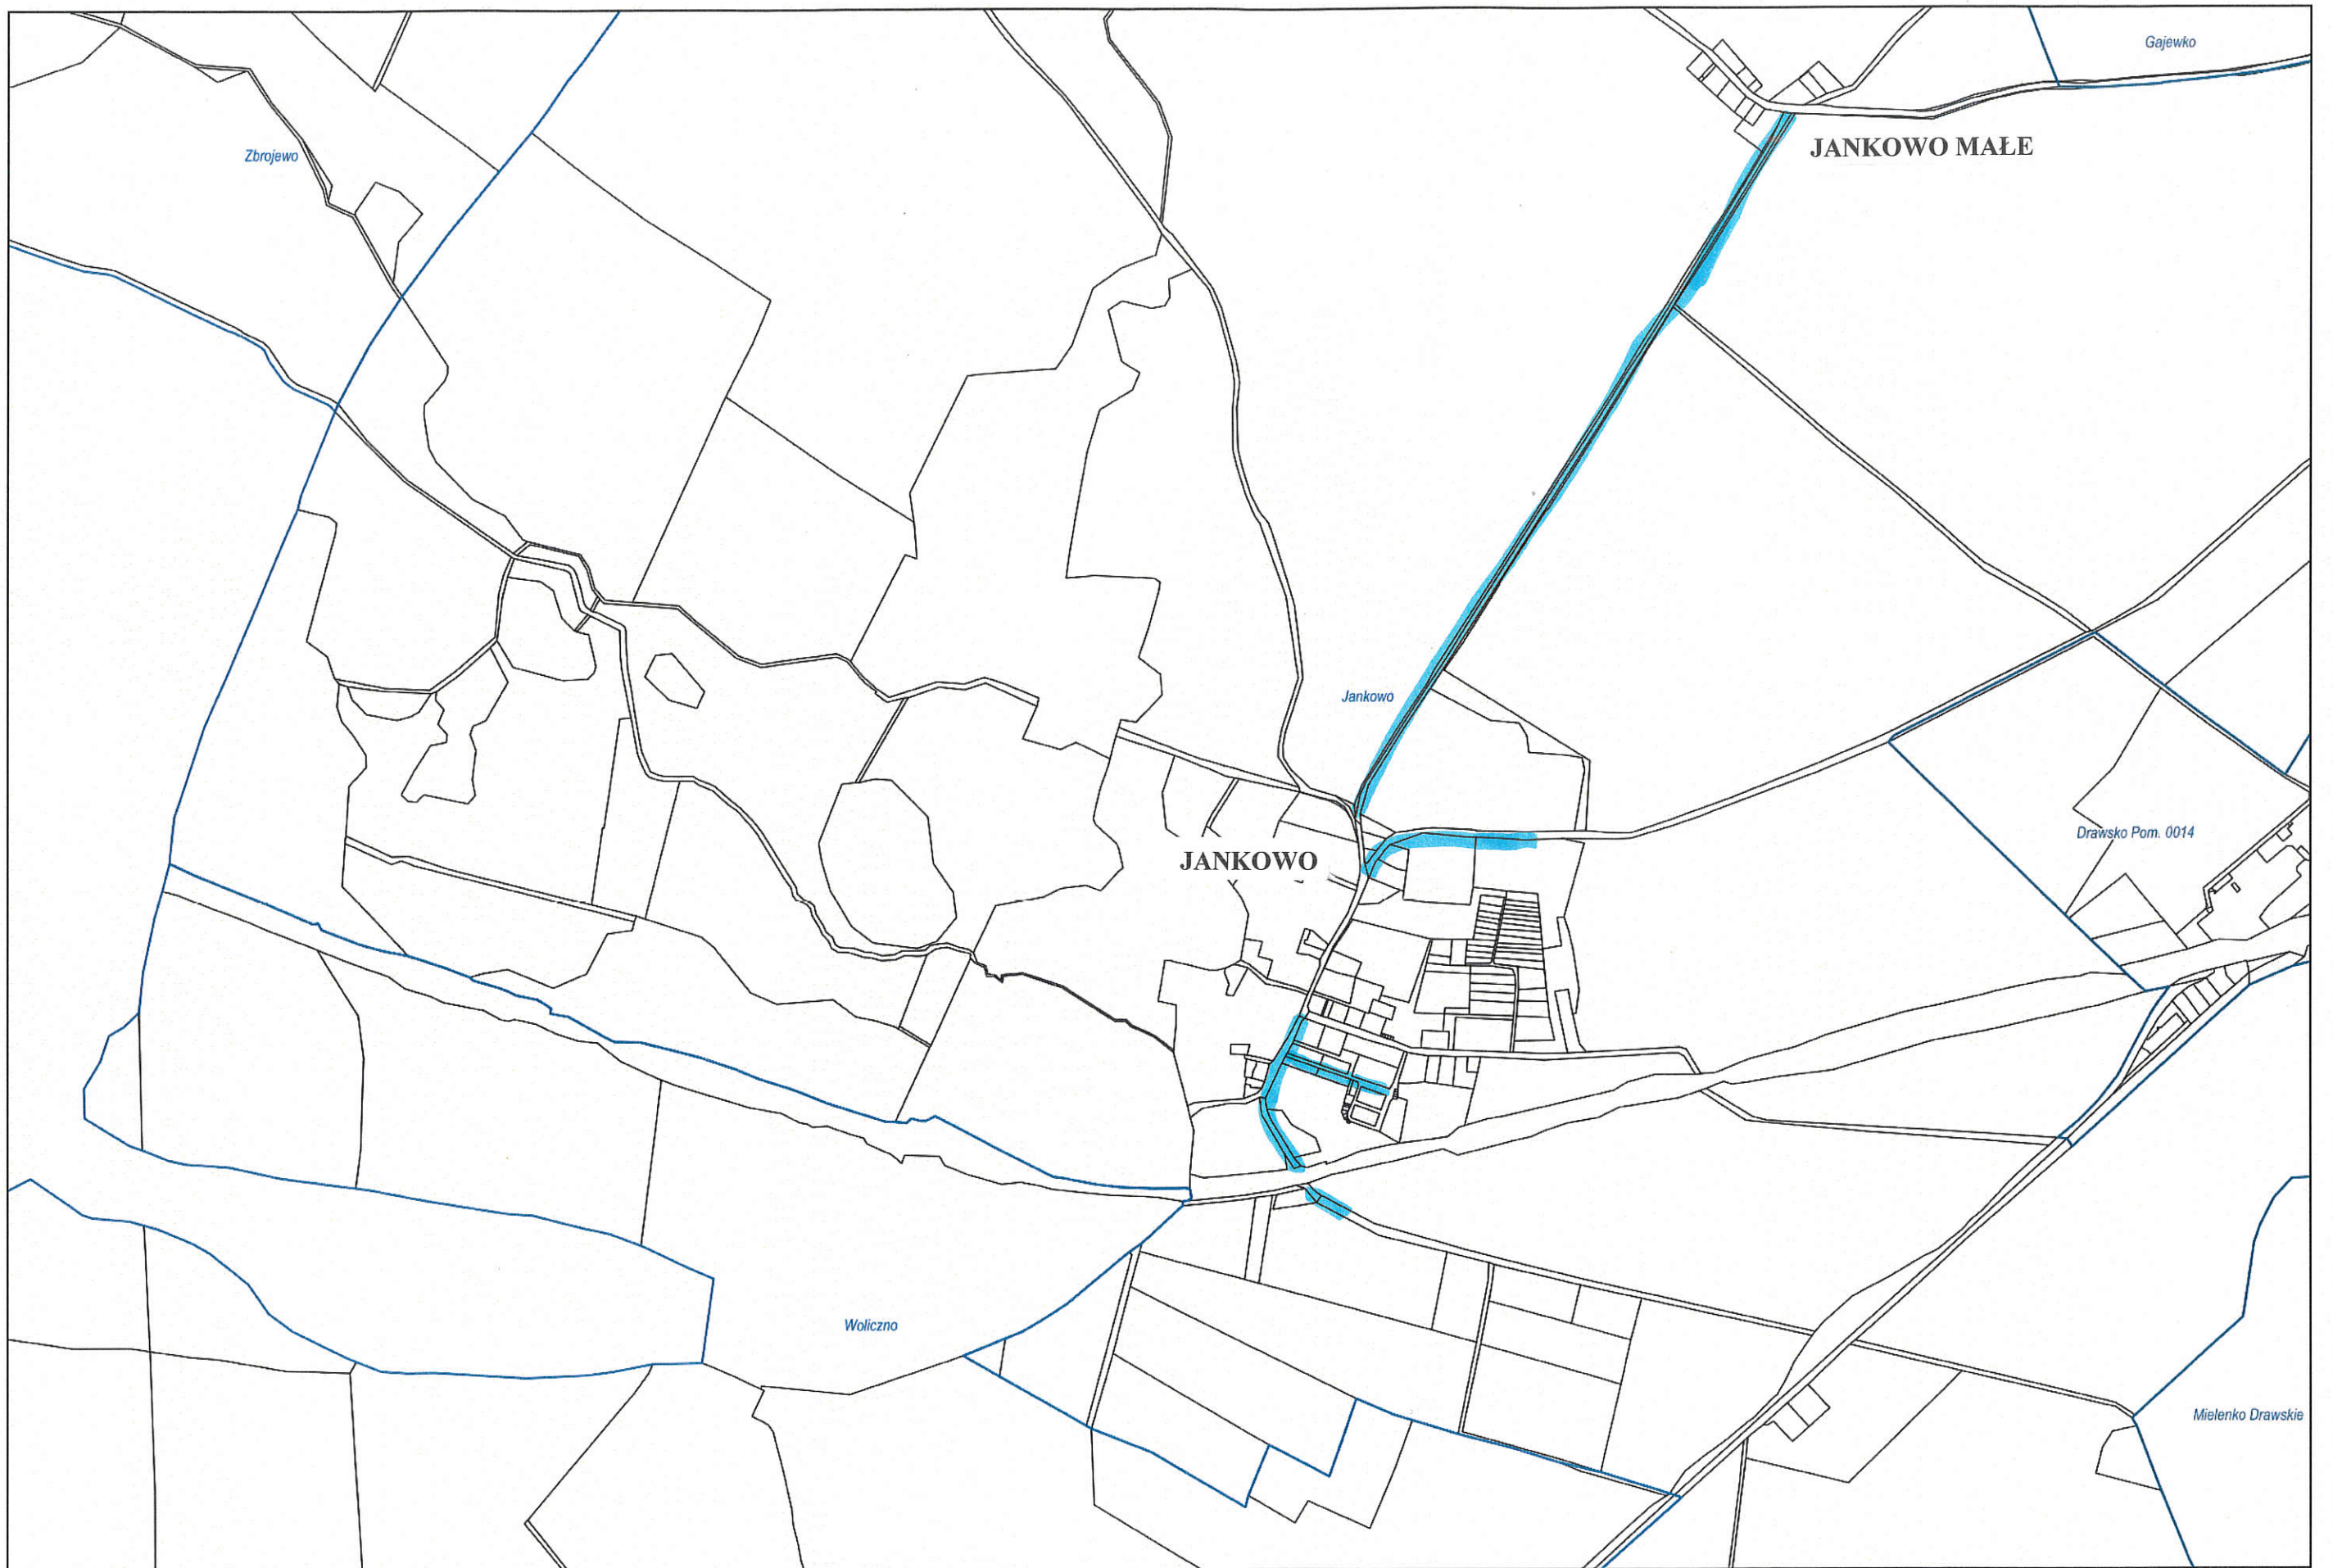 Gajewko
JANKOWO MAŁE
Zbrojewo
Jankowo
Drawsko Pom. 0014
JANKOWO
Woliczno
Mielenko Drawskie